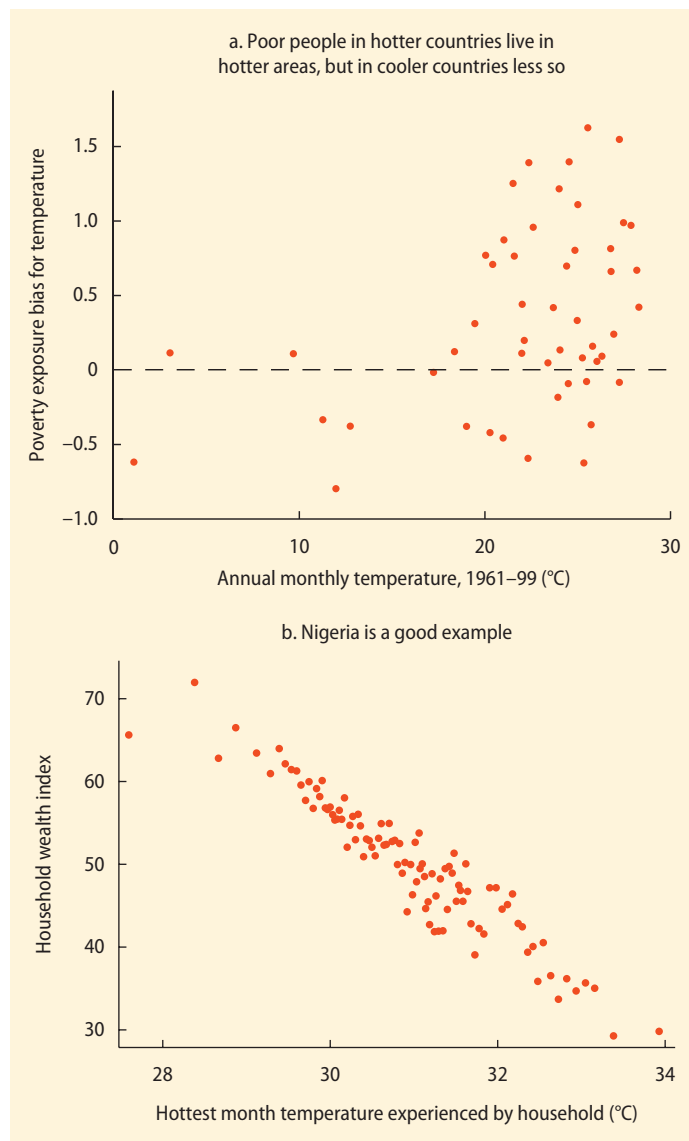 a. Poor people in hotter countries live in
hotter areas, but in cooler countries less so
Poverty exposure bias for temperature
1.5
1.0
0.5
0
–0.5
–1.0
0 10 20 30
Annual monthly temperature, 1961–99 (°C)
b. Nigeria is a good example
Household wealth index
70
60
50
40
30
28 30 32 34
Hottest month temperature experienced by household (°C)